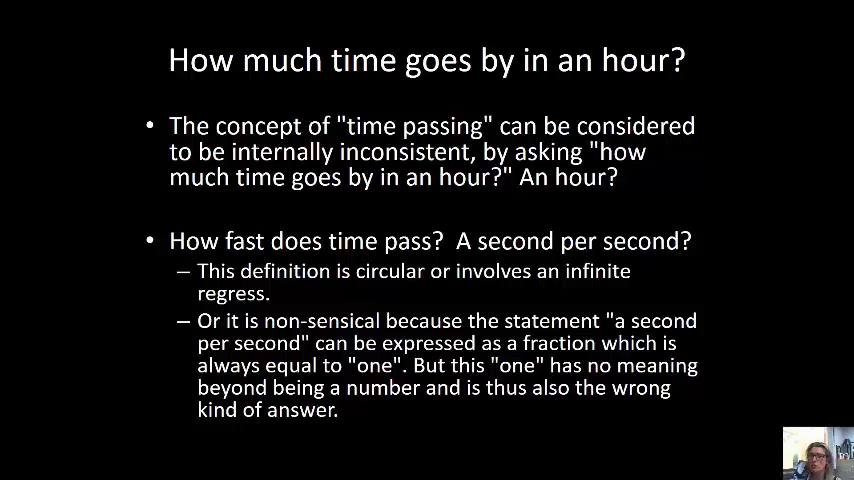 How much time goes by in an hour?
• The concept of "time passing" can be considered
to be internally inconsistent, by asking "how
much time goes by in an hour?" An hour?
• How fast does time pass?  A second per second?
– This definition is circular or involves an infinite
regress.
– Or it is non-sensical because the statement "a second
per second" can be expressed as a fraction which is
always equal to "one". But this "one" has no meaning
beyond being a number and is thus also the wrong
kind of answer.